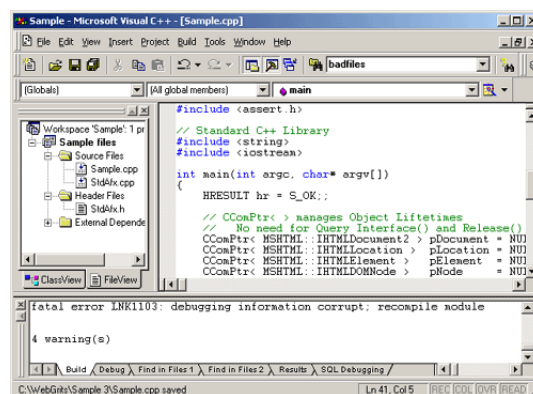 Sample - Microsoft Visual C++ - [Sample.cpp]
File Edit View Insert Project Build Tools Window Help
badfiles
(Globals) [All global members] main
Workspace 'Sample': 1 pr
Sample files
Source Files
Sample.cpp
StdAfx.cpp
Header Files
StdAfx.h
External Depende
ClassView FileView
#include <assert.h>
// Standard C++ Library
#include <string>
#include <iostream>
int main(int argc, char* argv[])
{
HRESULT hr = S_OK;;
// CComPtr< > manages Object Liftetimes
// No need for Query Interface() and Release()
CComPtr< MSHTML::IHTMLDocument2 > pDocument = NUI
CComPtr< MSHTML::IHTMLLocation > pLocation = NUI
CComPtr< MSHTML::IHTMLElement > pElement = NUI
CComPtr< MSHTML::IHTMLDOMNode > pNode = NUI
fatal error LNK1103: debugging information corrupt; recompile module
4 warning(s)
Build Debug Find in Files 1 Find in Files 2 Results SQL Debugging
C:\WebGrits\Sample 3\Sample.cpp saved Ln 41, Col 5 REC COL OVR READ